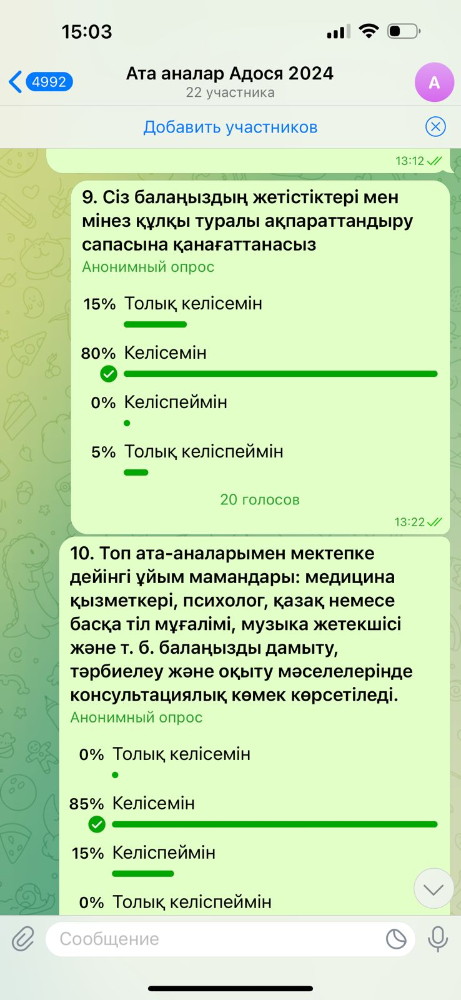 15:03
4992
Ата аналар Адося 2024
22 участника
А
Добавить участников
13:12
9. Сіз балаңыздың жетістіктері мен
мінез құлқы туралы ақпараттандыру
сапасына қанағаттанасыз
Анонимный опрос
15% Толық келісемін
80% Келісемін
0% Келіспеймін
5% Толық келіспеймін
20 голосов
13:22
10. Топ ата-аналарымен мектепке
дейінгі ұйым мамандары: медицина
қызметкері, психолог, қазақ немесе
басқа тіл мұғалімі, музыка жетекшісі
және т. б. балаңызды дамыту,
тәрбиелеу және оқыту мәселелерінде
консультациялық көмек көрсетіледі.
Анонимный опрос
0% Толық келісемін
85% Келісемін
15% Келіспеймін
0% Толық келіспеймін
Сообщение